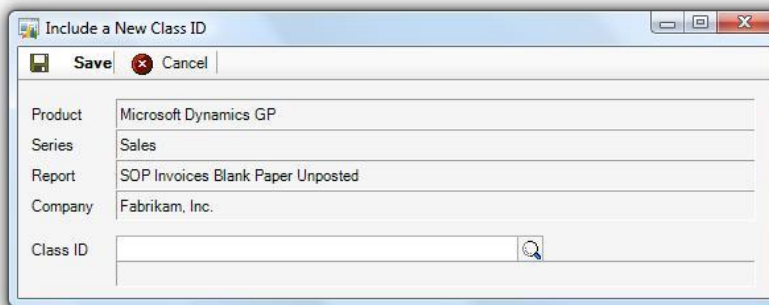 Include a New Class ID
Save Cancel
Product Microsoft Dynamics GP
Series Sales
Report SOP Invoices Blank Paper Unposted
Company Fabrikam, Inc.
Class ID